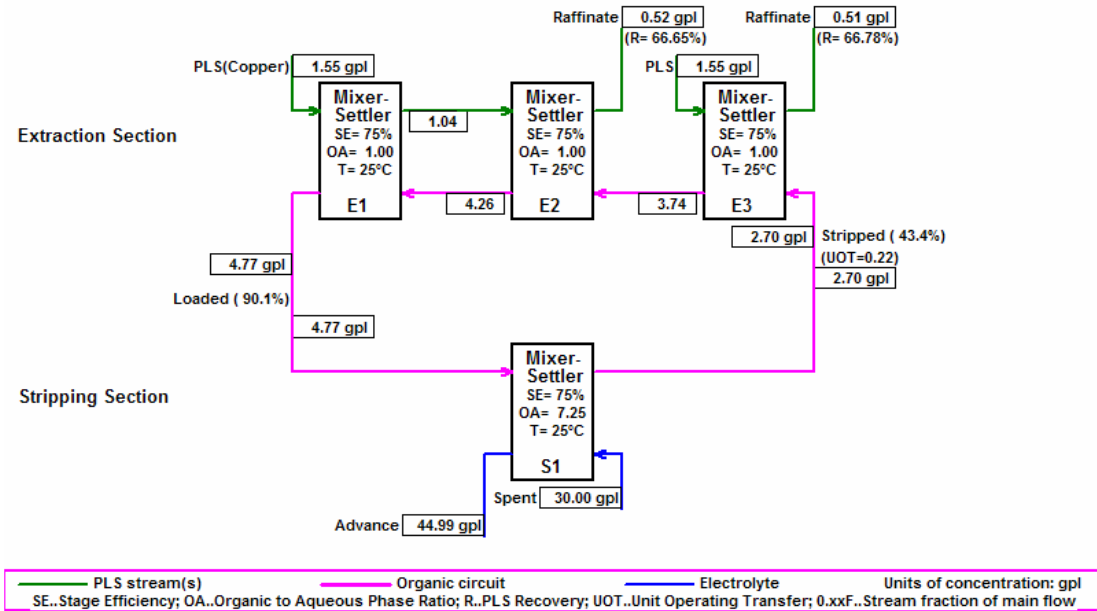 Raffinate 0.52 gpl
(R= 66.65%)
Raffinate 0.51 gpl
(R= 66.78%)
PLS(Copper) 1.55 gpl
PLS 1.55 gpl
Extraction Section
Mixer-
Settler
SE= 75%
OA= 1.00
T= 25ºC
E1
1.04
Mixer-
Settler
SE= 75%
OA= 1.00
T= 25ºC
E2
Mixer-
Settler
SE= 75%
OA= 1.00
T= 25ºC
E3
4.26
3.74
2.70 gpl
Stripped ( 43.4%)
(UOT=0.22)
2.70 gpl
4.77 gpl
Loaded ( 90.1%)
4.77 gpl
Stripping Section
Mixer-
Settler
SE= 75%
OA= 7.25
T= 25ºC
S1
Spent 30.00 gpl
Advance 44.99 gpl
PLS stream(s) Organic circuit Electrolyte Units of concentration: gpl
SE..Stage Efficiency; OA..Organic to Aqueous Phase Ratio; R..PLS Recovery; UOT..Unit Operating Transfer; 0.xxF..Stream fraction of main flow